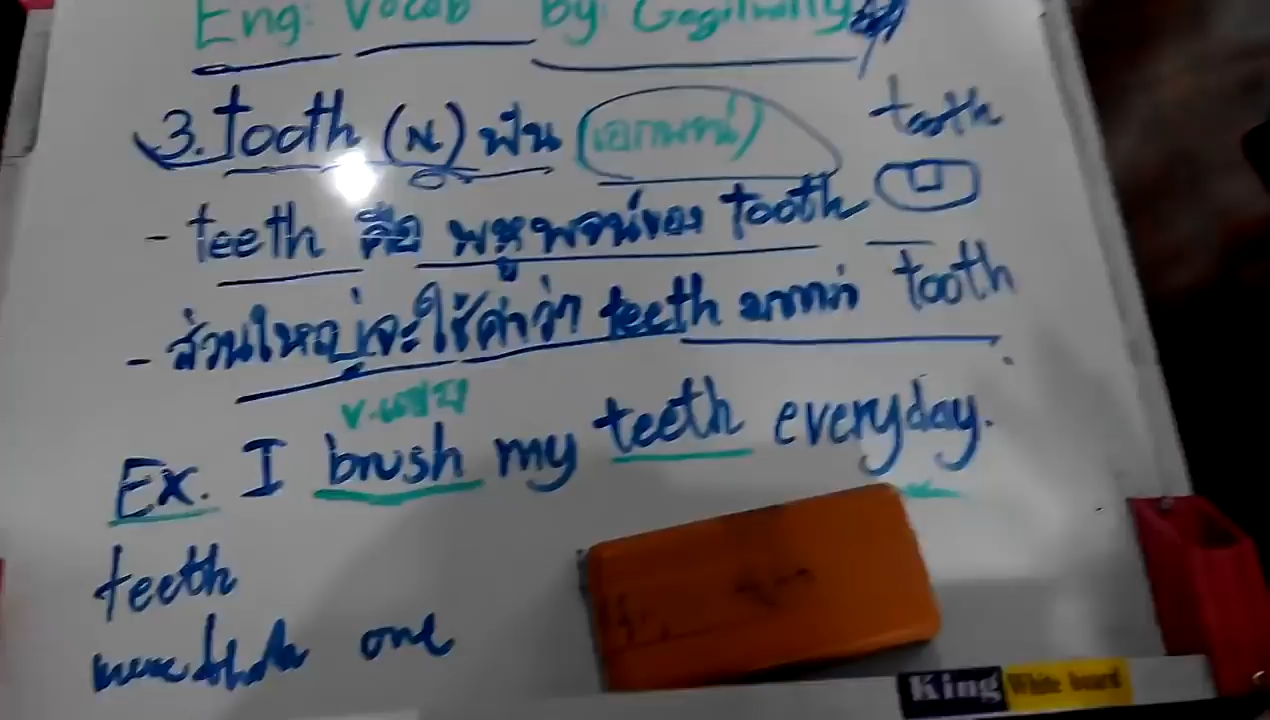 Eng: Vocab By:
3. Tooth (N) ฟัน (เอกพจน์) tooth
- teeth คือ พหูพจน์ของ tooth
- ส่วนใหญ่จะใช้คำว่า teeth มากกว่า tooth
v.แปรง
Ex. I brush my teeth everyday.
teeth
more than one
King White board